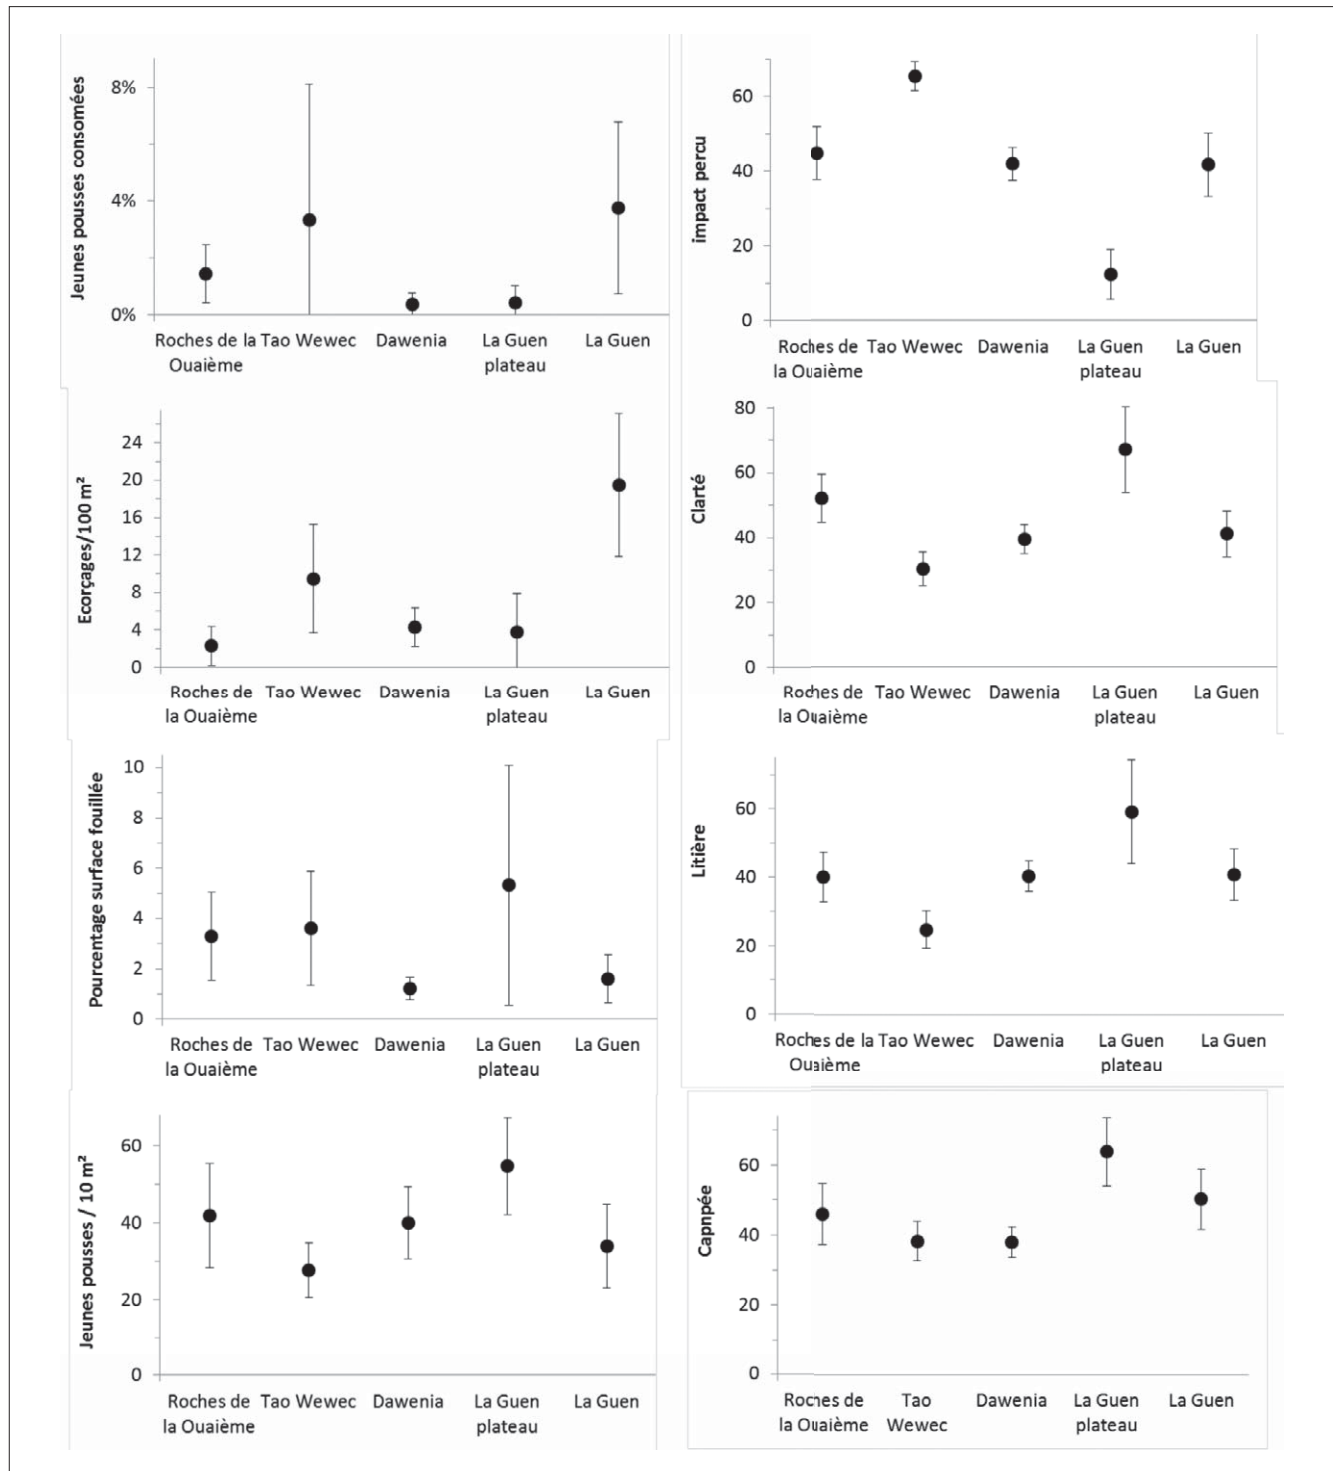 Jeunes pousses consomées
8%
4%
0%
Roches de la Tao Wewec Dawenia La Guen La Guen
Ouaième plateau
impact percu
60
40
20
0
Roches de Tao Wewec Dawenia La Guen La Guen
la Ouaième plateau
Ecorçages/100 m²
24
20
16
12
8
4
0
Roches de Tao Wewec Dawenia La Guen La Guen
la Ouaième plateau
Clarté
80
60
40
20
0
Roches de Tao Wewec Dawenia La Guen La Guen
la Ouaième plateau
Pourcentage surface fouillée
10
8
6
4
2
0
Roches de Tao Wewec Dawenia La Guen La Guen
la Ouaième plateau
Litière
60
40
20
0
Roches de la Tao Wewec Dawenia La Guen La Guen
Ouaième plateau
Jeunes pousses / 10 m²
60
40
20
0
Roches de Tao Wewec Dawenia La Guen La Guen
la Ouaième plateau
Capnpée
60
40
20
0
Roches de Tao Dawenia La Guen La Guen
la Ouaième Wewec plateau